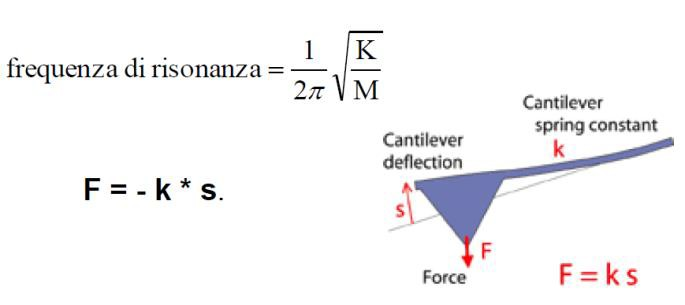 frequenza di risonanza = 1/2π √K/M
Cantilever
spring constant
k
Cantilever
deflection
F = - k * s.
s
F
Force
F = k s